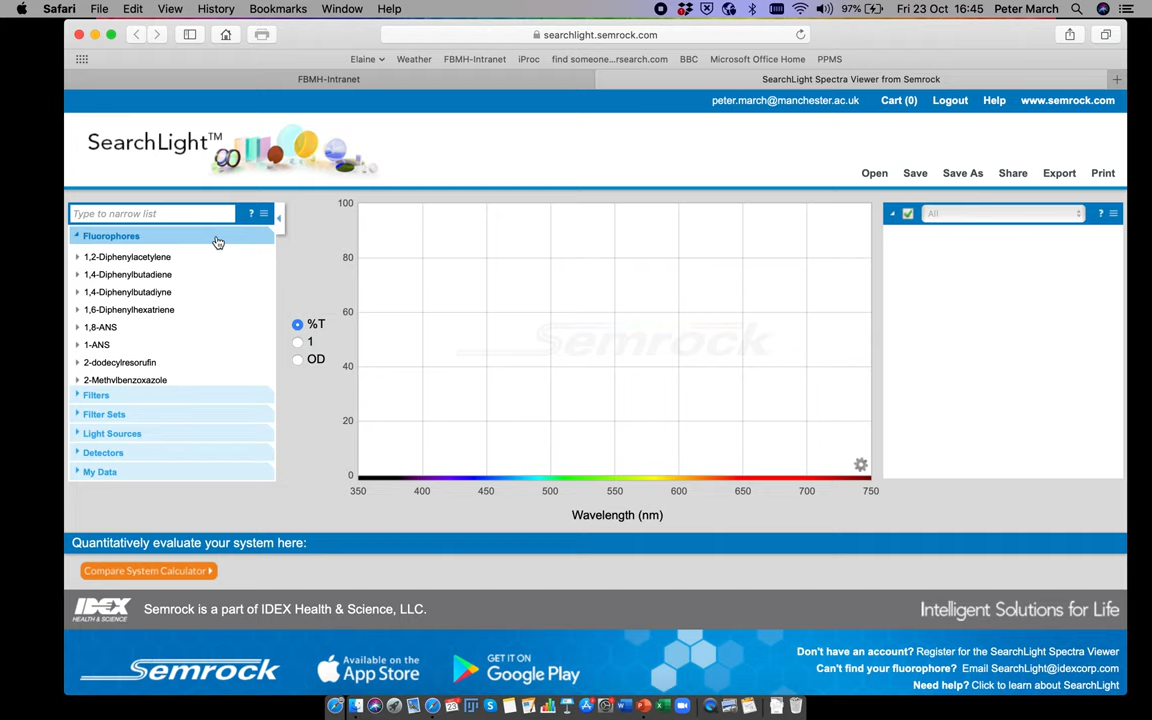 Safari File Edit View History Bookmarks Window Help 97% Fri 23 Oct 16:45 Peter March
searchlight.semrock.com
Elaine Weather FBMH-Intranet iProc find someone...rsearch.com BBC Microsoft Office Home PPMS
FBMH-Intranet SearchLight Spectra Viewer from Semrock
peter.march@manchester.ac.uk Cart (0) Logout Help www.semrock.com
SearchLight™
Open Save Save As Share Export Print
Type to narrow list ?
All ?
Fluorophores
1,2-Diphenylacetylene
1,4-Diphenylbutadiene
1,4-Diphenylbutadiyne
1,6-Diphenylhexatriene
1,8-ANS
1-ANS
2-dodecylresorufin
2-Methylbenzoxazole
Filters
Filter Sets
Light Sources
Detectors
My Data
%T
1
OD
100
80
60
40
20
0
Semrock
350 400 450 500 550 600 650 700 750
Wavelength (nm)
Quantitatively evaluate your system here:
Compare System Calculator
IDEX
HEALTH & SCIENCE
Semrock is a part of IDEX Health & Science, LLC.
Intelligent Solutions for Life
Semrock
Available on the
App Store
GET IT ON
Google Play
Don't have an account? Register for the SearchLight Spectra Viewer
Can't find your fluorophore? Email SearchLight@idexcorp.com
Need help? Click to learn about SearchLight